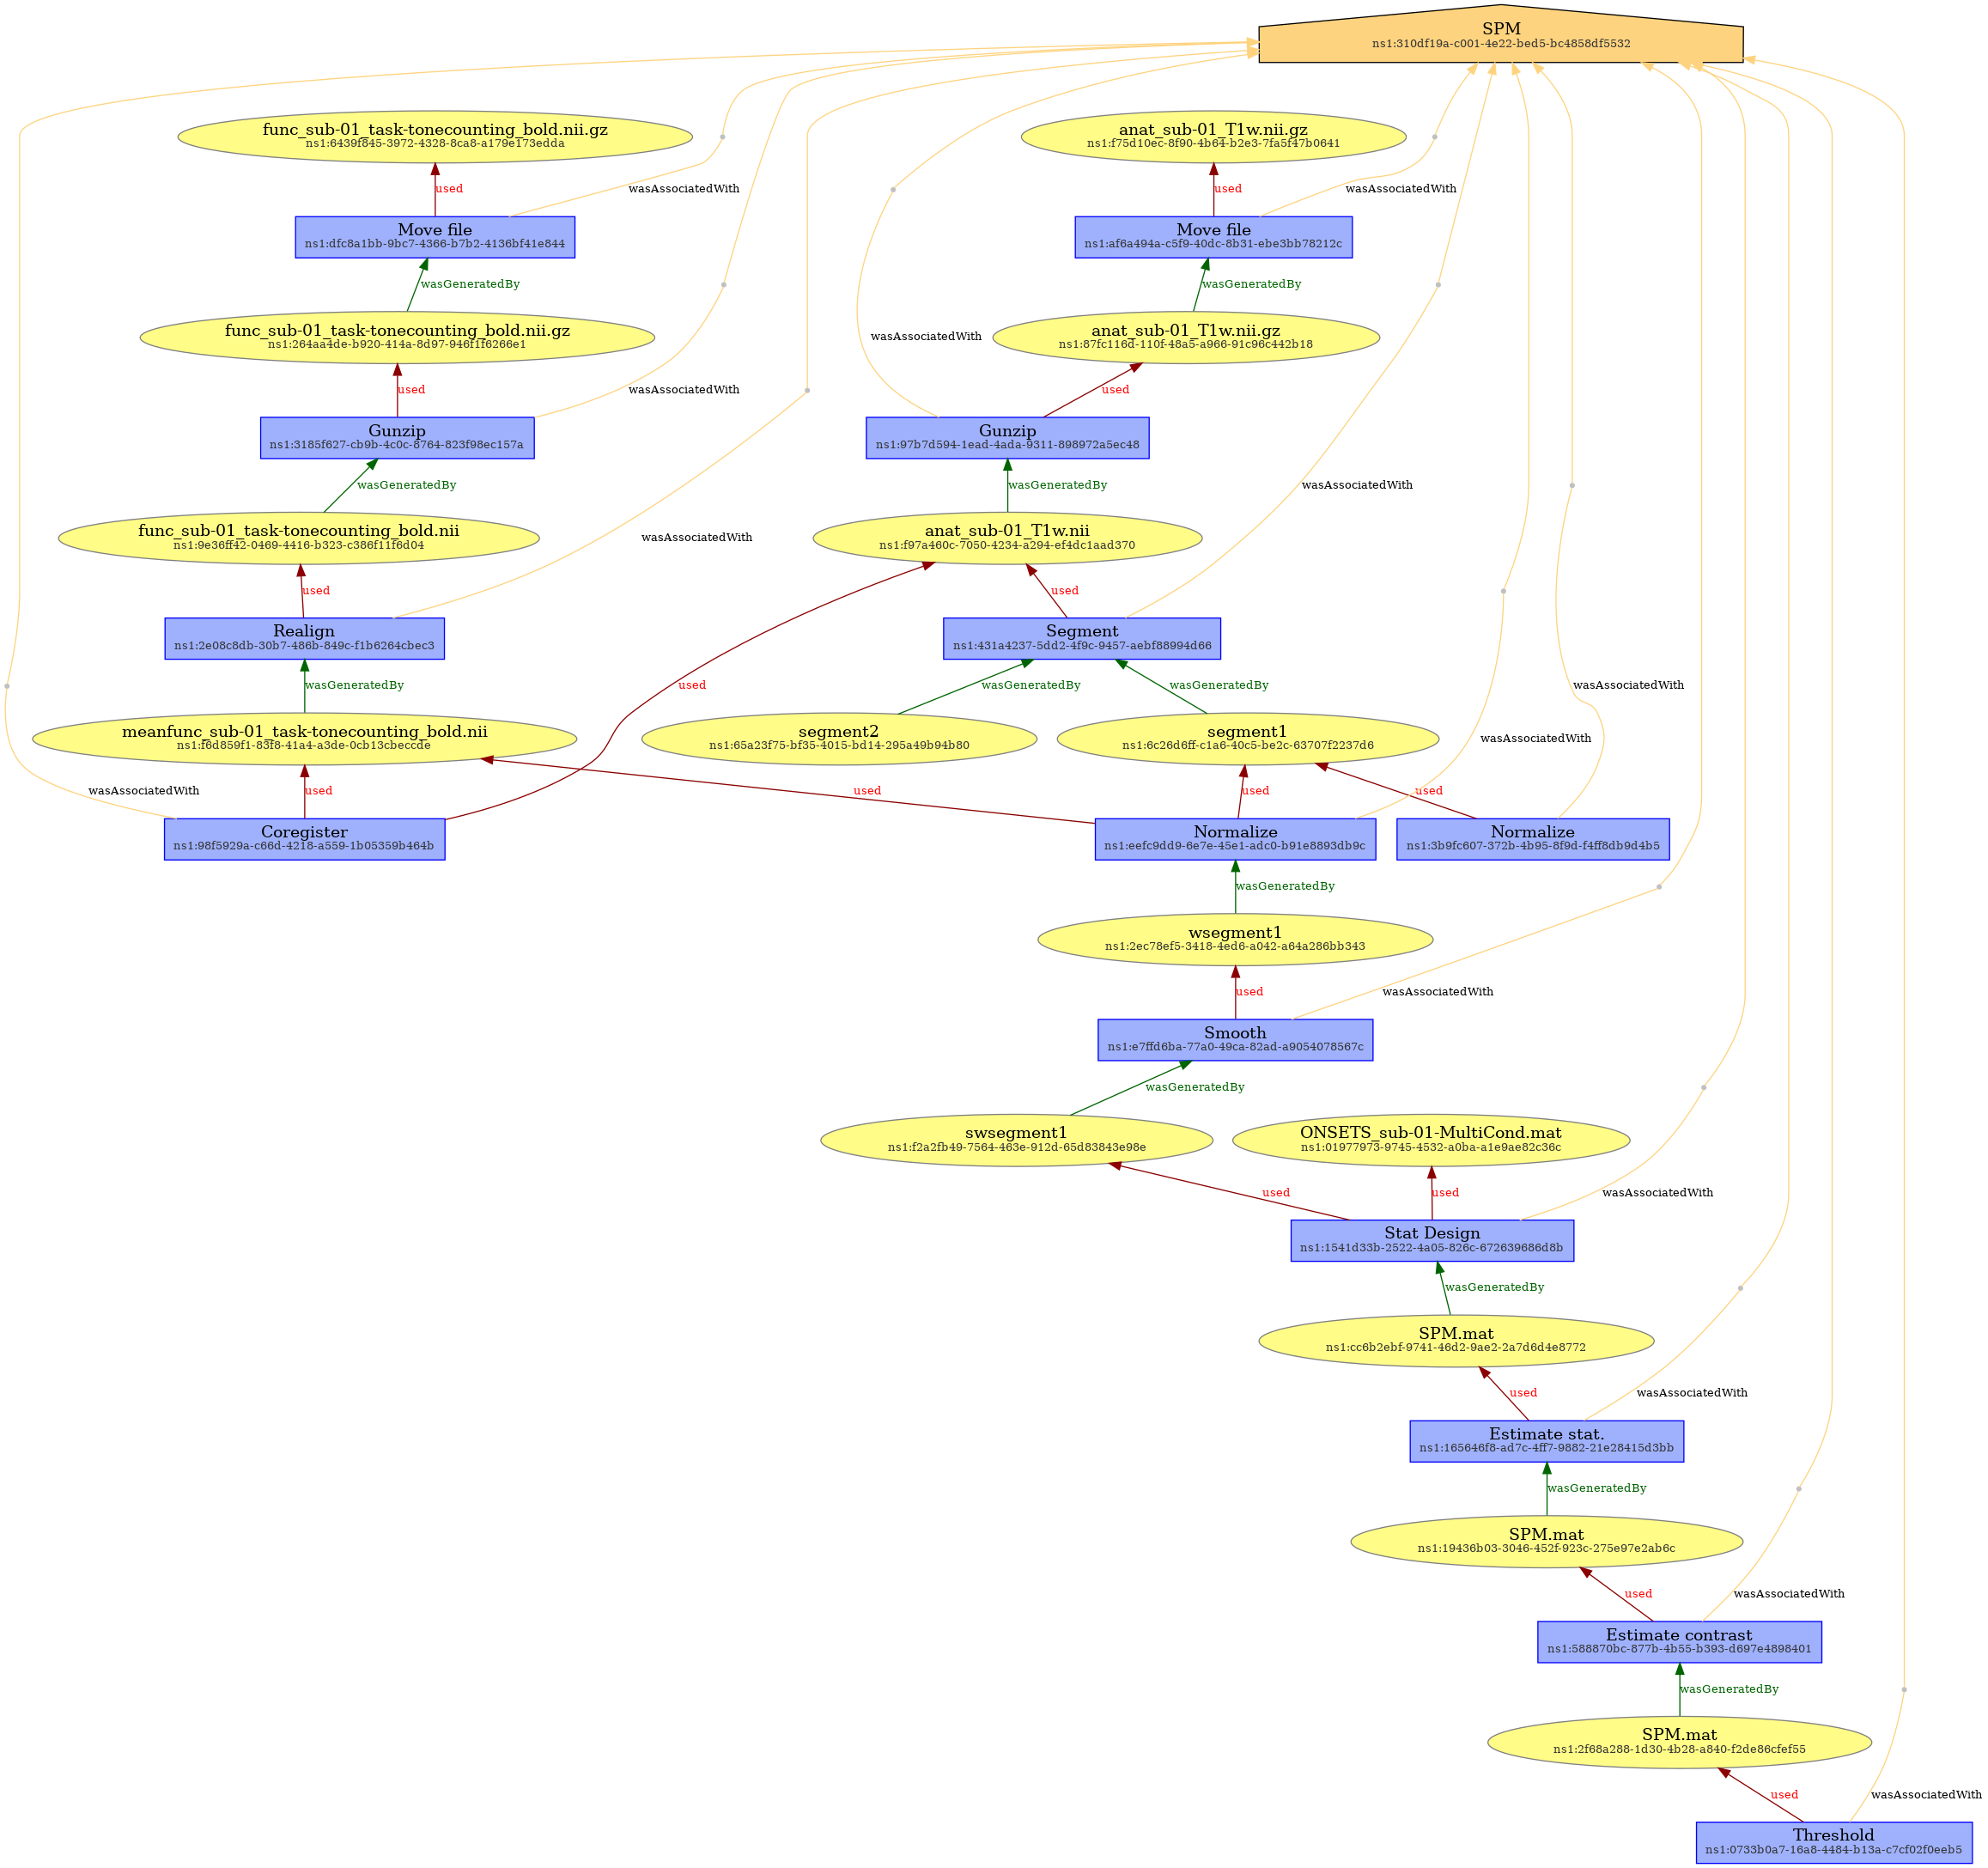 SPM
ns1:310df19a-c001-4e22-bed5-bc4858df5532
func_sub-01_task-tonecounting_bold.nii.gz
ns1:6439f845-3972-4328-8ca8-a179e173edda
anat_sub-01_T1w.nii.gz
ns1:f75d10ec-8f90-4b64-b2e3-7fa5f47b0641
used
wasAssociatedWith
used
wasAssociatedWith
Move file
ns1:dfc8a1bb-9bc7-4366-b7b2-4136bf41e844
Move file
ns1:af6a494a-c5f9-40dc-8b31-ebe3bb78212c
wasGeneratedBy
wasGeneratedBy
func_sub-01_task-tonecounting_bold.nii.gz
ns1:264aa4de-b920-414a-8d97-946f1f6266e1
wasAssociatedWith
anat_sub-01_T1w.nii.gz
ns1:87fc116d-110f-48a5-a966-91c96c442b18
used
wasAssociatedWith
used
Gunzip
ns1:3185f627-cb9b-4c0c-8764-823f98ec157a
Gunzip
ns1:97b7d594-1ead-4ada-9311-898972a5ec48
wasGeneratedBy
wasGeneratedBy
wasAssociatedWith
func_sub-01_task-tonecounting_bold.nii
ns1:9e36ff42-0469-4416-b323-c386f11f6d04
wasAssociatedWith
anat_sub-01_T1w.nii
ns1:f97a460c-7050-4234-a294-ef4dc1aad370
used
used
Realign
ns1:2e08c8db-30b7-486b-849c-f1b6264cbec3
Segment
ns1:431a4237-5dd2-4f9c-9457-aebf88994d66
wasGeneratedBy
used
wasGeneratedBy
wasGeneratedBy
wasAssociatedWith
meanfunc_sub-01_task-tonecounting_bold.nii
ns1:f6d859f1-83f8-41a4-a3de-0cb13cbeccde
segment2
ns1:65a23f75-bf35-4015-bd14-295a49b94b80
segment1
ns1:6c26d6ff-c1a6-40c5-be2c-63707f2237d6
wasAssociatedWith
wasAssociatedWith
used
used
used
used
Coregister
ns1:98f5929a-c66d-4218-a559-1b05359b464b
Normalize
ns1:eefc9dd9-6e7e-45e1-adc0-b91e8893db9c
Normalize
ns1:3b9fc607-372b-4b95-8f9d-f4ff8db9d4b5
wasGeneratedBy
wsegment1
ns1:2ec78ef5-3418-4ed6-a042-a64a286bb343
used
wasAssociatedWith
Smooth
ns1:e7ffd6ba-77a0-49ca-82ad-a9054078567c
wasGeneratedBy
swsegment1
ns1:f2a2fb49-7564-463e-912d-65d83843e98e
ONSETS_sub-01-MultiCond.mat
ns1:01977973-9745-4532-a0ba-a1e9ae82c36c
used
used
wasAssociatedWith
Stat Design
ns1:1541d33b-2522-4a05-826c-672639686d8b
wasGeneratedBy
SPM.mat
ns1:cc6b2ebf-9741-46d2-9ae2-2a7d6d4e8772
used
wasAssociatedWith
Estimate stat.
ns1:165646f8-ad7c-4ff7-9882-21e28415d3bb
wasGeneratedBy
SPM.mat
ns1:19436b03-3046-452f-923c-275e97e2ab6c
used
wasAssociatedWith
Estimate contrast
ns1:588870bc-877b-4b55-b393-d697e4898401
wasGeneratedBy
SPM.mat
ns1:2f68a288-1d30-4b28-a840-f2de86cfef55
used
wasAssociatedWith
Threshold
ns1:0733b0a7-16a8-4484-b13a-c7cf02f0eeb5